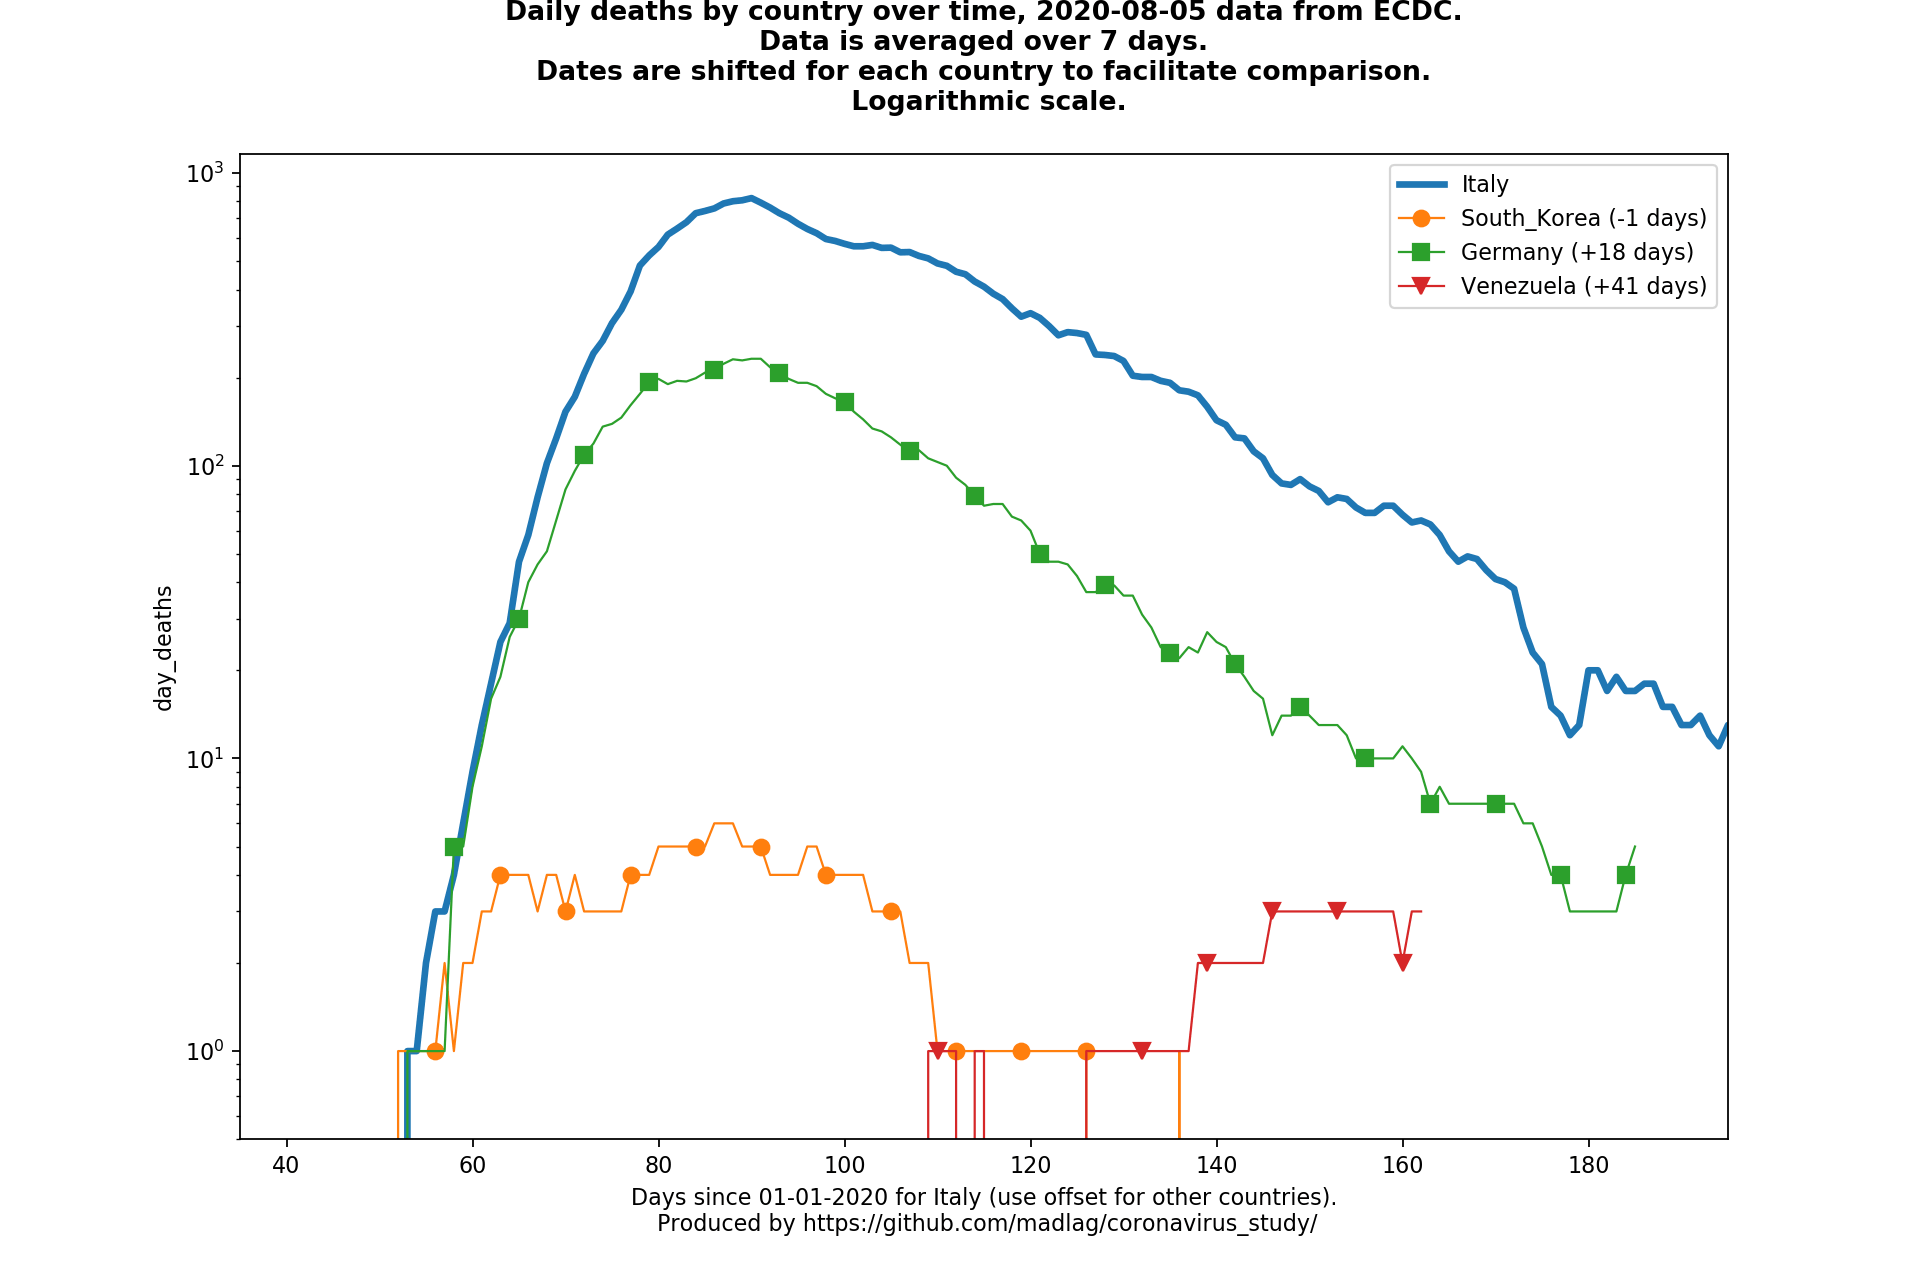 Daily deaths by country over time, 2020-08-05 data from ECDC.
Data is averaged over 7 days.
Dates are shifted for each country to facilitate comparison.
Logarithmic scale.
10³
10²
10¹
10⁰
day_deaths
Italy
South_Korea (-1 days)
Germany (+18 days)
Venezuela (+41 days)
40 60 80 100 120 140 160 180
Days since 01-01-2020 for Italy (use offset for other countries).
Produced by https://github.com/madlag/coronavirus_study/